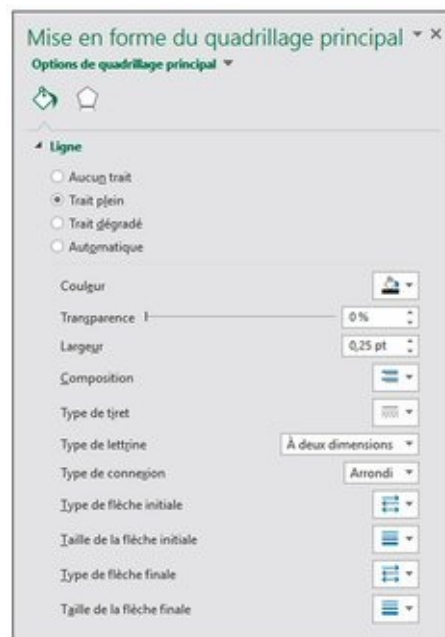 Mise en forme du quadrillage principal
Options de quadrillage principal
Ligne
Aucun trait
Trait plein
Trait dégradé
Automatique
Couleur
Transparence 0%
Largeur 0,25 pt
Composition
Type de tiret
Type de lettrine À deux dimensions
Type de connexion Arrondi
Type de flèche initiale
Taille de la flèche initiale
Type de flèche finale
Taille de la flèche finale